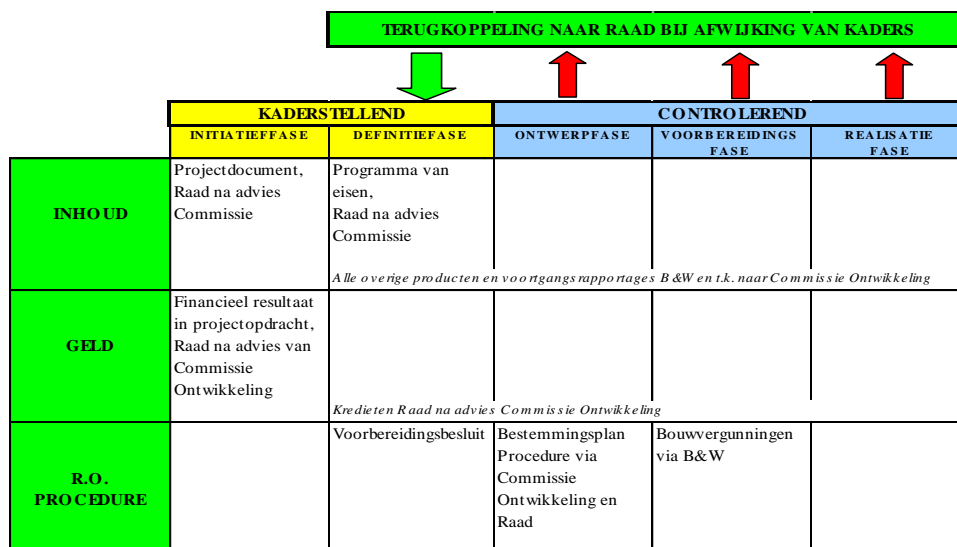 TERUGKOPPELING NAAR RAAD BIJ AFWIJKING VAN KADERS
KADERSTELLEND
CONTROLEREND
INITIATIEFFASE
DEFINITIEFASE
ONTWERPFASE
VOORBEREIDINGS
FASE
REALISATIE
FASE
INHOUD
Projectdocument,
Raad na advies
Commissie
Programma van
eisen,
Raad na advies
Commissie
Alle overige producten en voortgangsrapportages B&W en t.k. naar Commissie Ontwikkeling
GELD
Financieel resultaat
in projectopdracht,
Raad na advies van
Commissie
Ontwikkeling
Kredieten Raad na advies Commissie Ontwikkeling
R.O.
PROCEDURE
Voorbereidingsbesluit
Bestemmingsplan
Procedure via
Commissie
Ontwikkeling en
Raad
Bouwvergunningen
via B&W